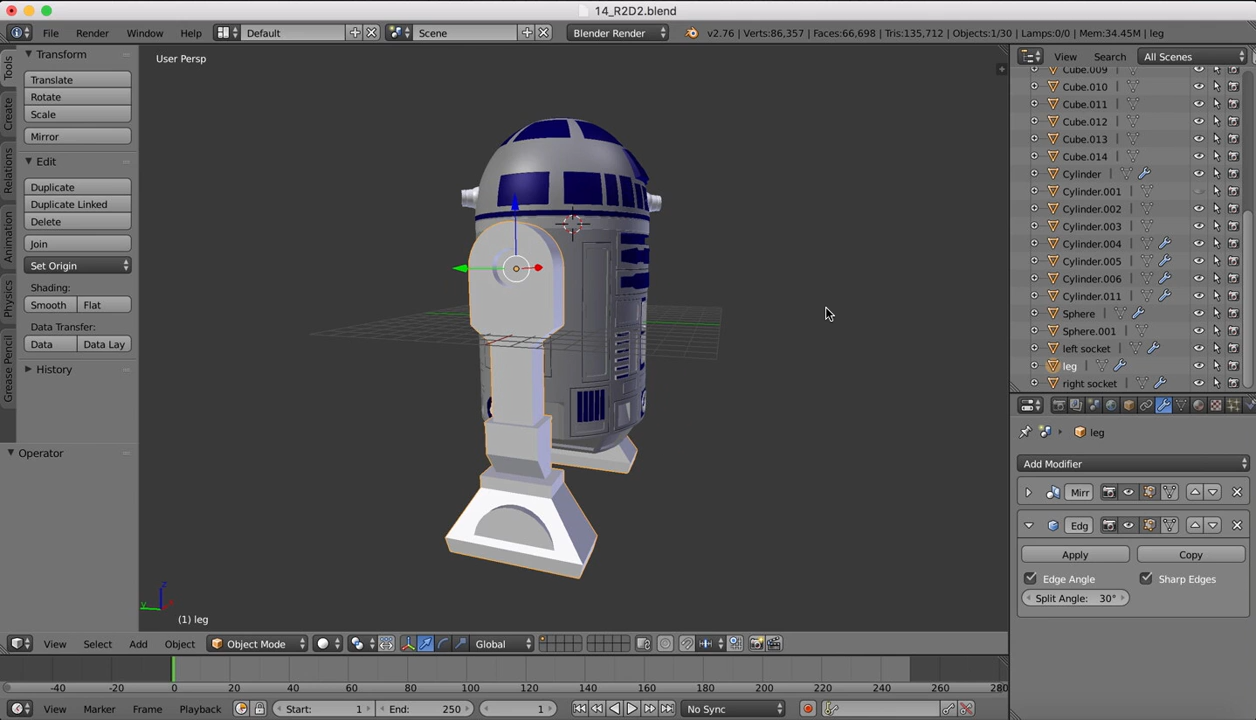 14_R2D2.blend
File Render Window Help Default Scene Blender Render v2.76 | Verts:86,357 | Faces:66,698 | Tris:135,712 | Objects:1/30 | Lamps:0/0 | Mem:34.45M | leg
Tools
Create
Relations
Animation
Physics
Grease Pencil
Transform
Translate
Rotate
Scale
Mirror
Edit
Duplicate
Duplicate Linked
Delete
Join
Set Origin
Shading:
Smooth Flat
Data Transfer:
Data Data Lay
History
Operator
User Persp
z
y
(1) leg
View Select Add Object Object Mode Global
-40 -20 0 20 40 60 80 100 120 140 160 180 200 220 240 260 280
View Marker Frame Playback Start: 1 End: 250 1 No Sync
View Search All Scenes
Cube.009
Cube.010
Cube.011
Cube.012
Cube.013
Cube.014
Cylinder
Cylinder.001
Cylinder.002
Cylinder.003
Cylinder.004
Cylinder.005
Cylinder.006
Cylinder.011
Sphere
Sphere.001
left socket
leg
right socket
leg
Add Modifier
Mirr
Edg
Apply Copy
Edge Angle Sharp Edges
Split Angle: 30°